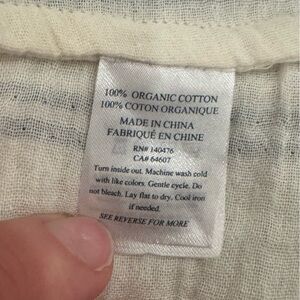 100% ORGANIC COTTON
100% COTON ORGANIQUE
MADE IN CHINA
FABRIQUÉ EN CHINE
RN# 140476
CA# 64607
Turn inside out. Machine wash cold
with like colors. Gentle cycle. Do
not bleach. Lay flat to dry. Cool iron
if needed.
SEE REVERSE FOR MORE